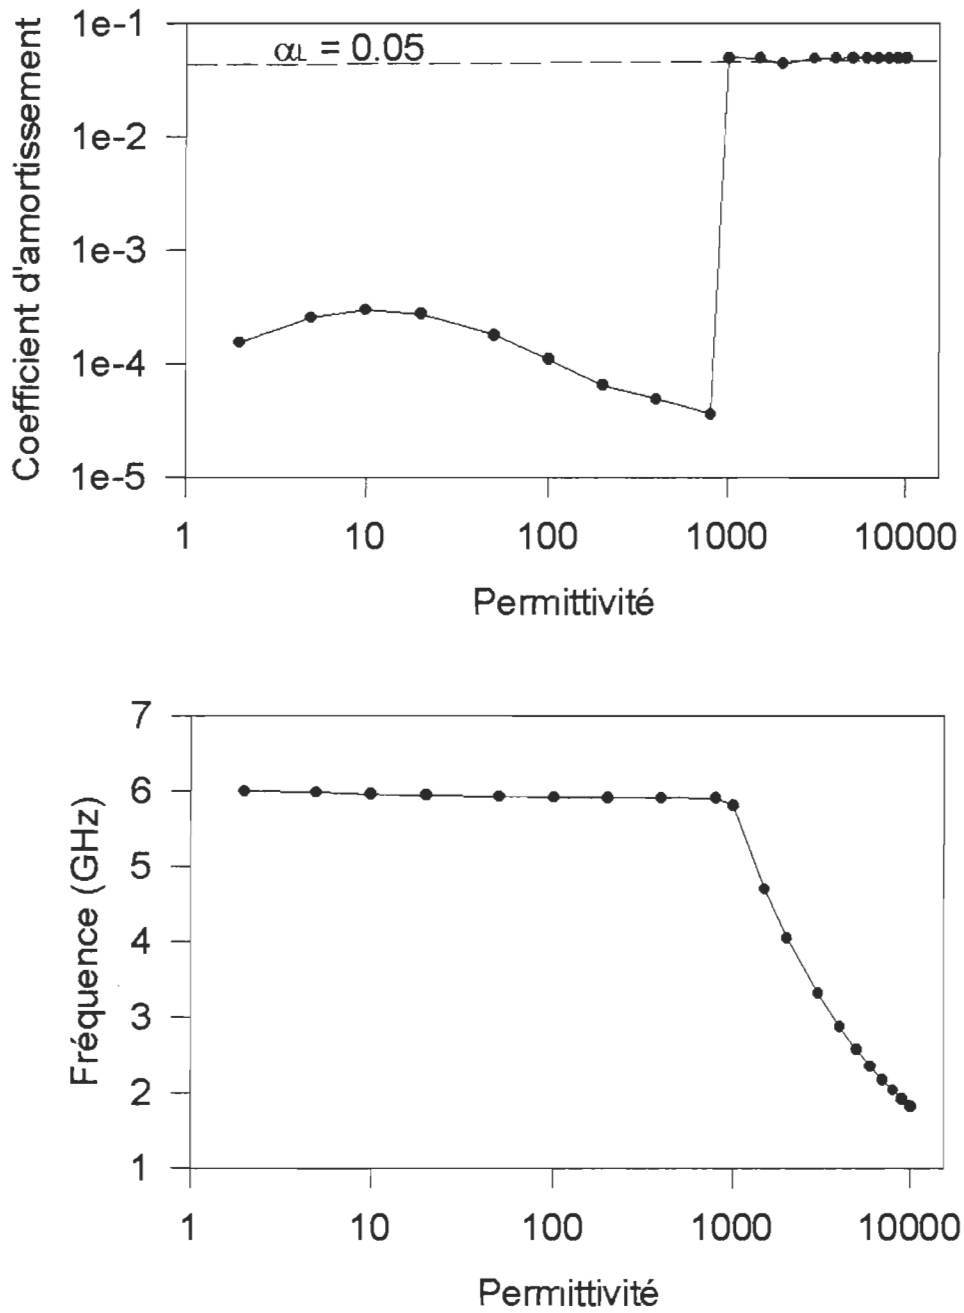 1e-1
αL = 0.05
1e-2
1e-3
1e-4
1e-5
Coefficient d'amortissement
1 10 100 1000 10000
Permittivité
7
6
5
4
3
2
1
Fréquence (GHz)
1 10 100 1000 10000
Permittivité